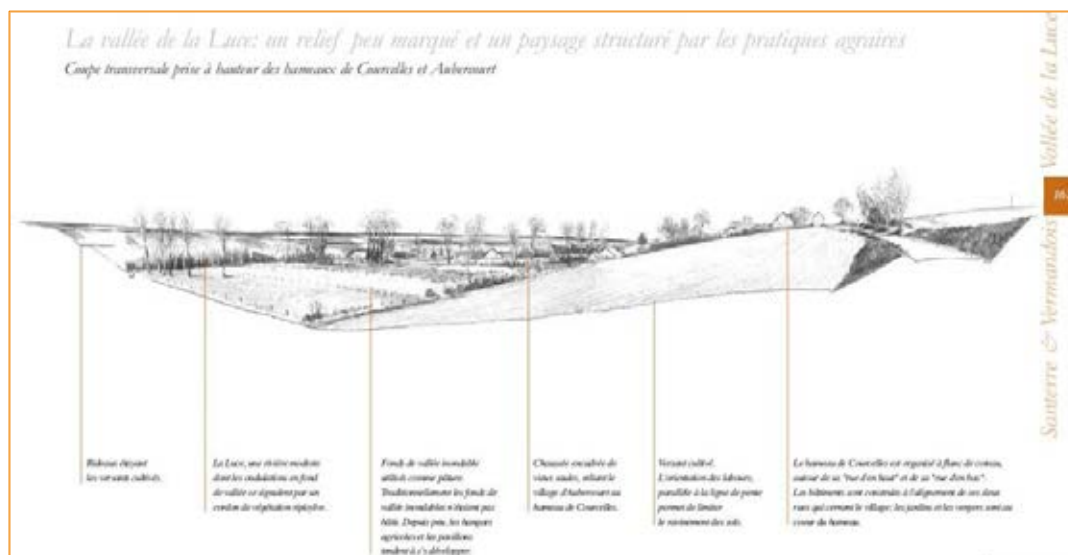 La vallée de la Luce: un relief peu marqué et un paysage structuré par les pratiques agraires
Coupe transversale prise à hauteur des hameaux de Courcelles et Aubercourt
Vallée de la Luce
16
Santerre & Vermandois
Rideaux étayant
les versants cultivés.
La Luce, une rivière modeste
dont les ondulations en fond
de vallée se signalent par un
cordon de végétation ripisylve.
Fonds de vallée inondable
utilisés comme pâture.
Traditionnellement les fonds de
vallée inondables n'étaient pas
bâtis. Depuis peu, les hangars
agricoles et les pavillons
tendent à s'y développer.
Chaussée encadrée de
vieux saules, reliant le
village d'Aubercourt au
hameau de Courcelles.
Versant cultivé.
L'orientation des labours,
parallèle à la ligne de pente
permet de limiter
le ravinement des sols.
Le hameau de Courcelles est organisé à flanc de coteau,
autour de sa "rue d'en haut" et de sa "rue d'en bas".
Les bâtiments sont construits à l'alignement de ces deux
rues qui cernent le village; les jardins et les vergers sont au
coeur du hameau.